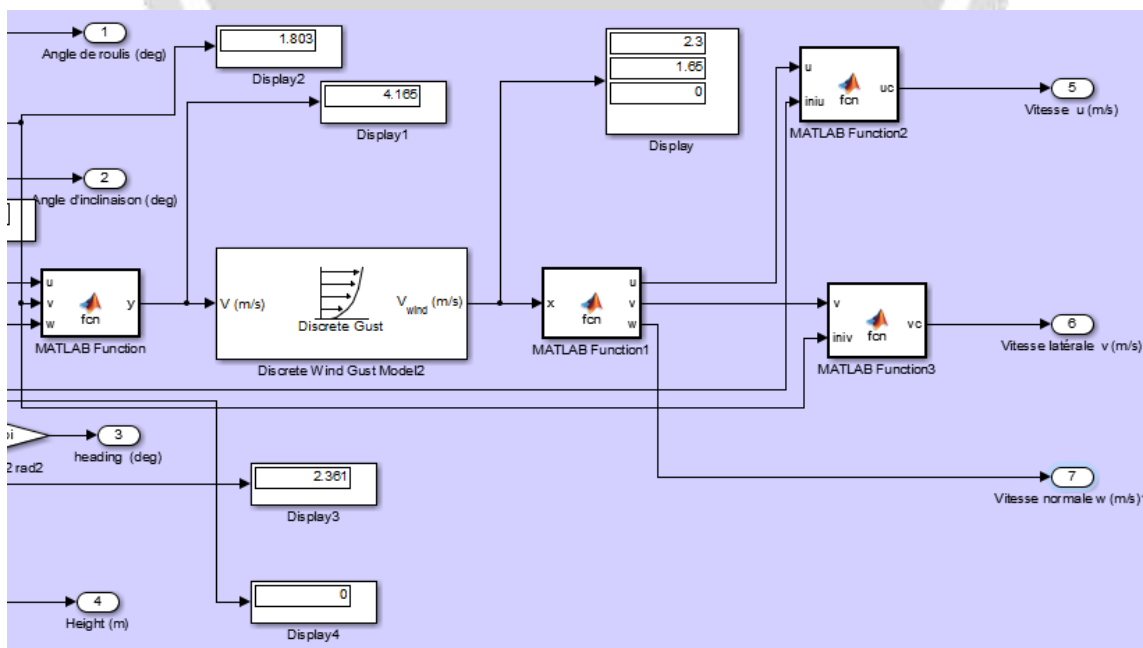 1
Angle de roulis (deg)
1.803
Display2
4.165
Display1
2.3
1.65
0
Display
u
iniu
fcn
uc
MATLAB Function2
5
Vitesse u (m/s)
2
Angle d'inclinaison (deg)
u
v
w
fcn
y
MATLAB Function
V (m/s)
Discrete Gust
Vwind (m/s)
Discrete Wind Gust Model2
x
fcn
u
v
w
MATLAB Function1
v
iniv
fcn
vc
MATLAB Function3
6
Vitesse latérale v (m/s)
3
heading (deg)
2 rad2
2.361
Display3
7
Vitesse normale w (m/s)
0
Display4
4
Height (m)